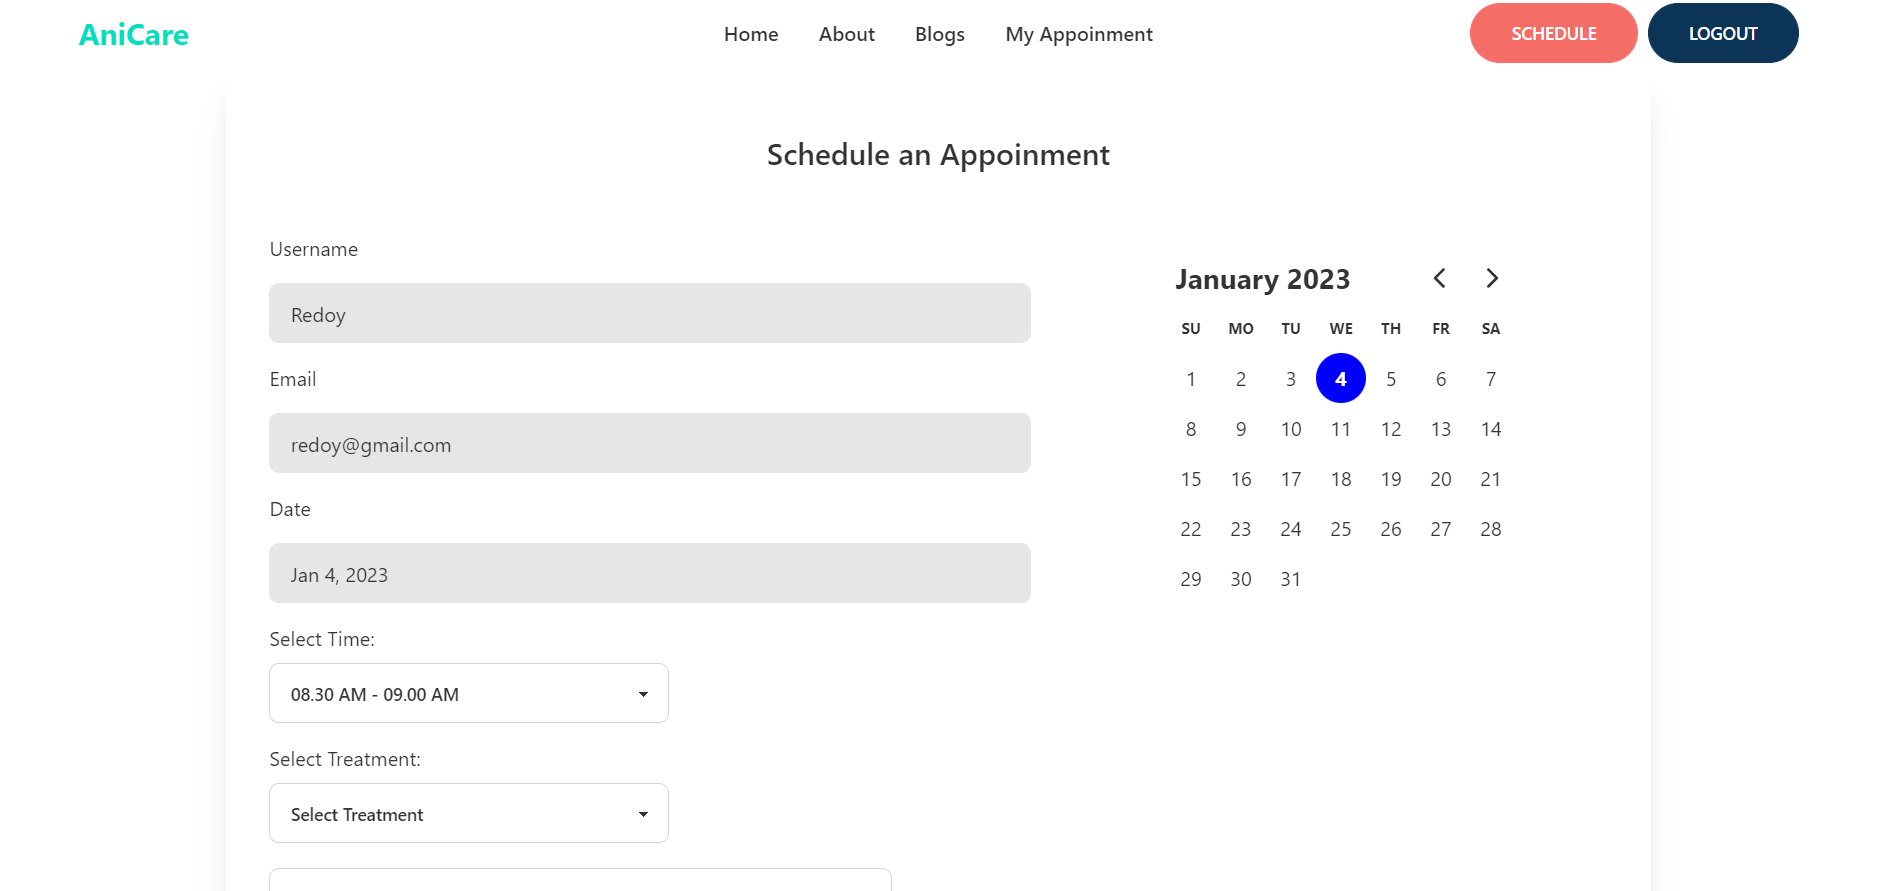 AniCare Home About Blogs My Appoinment SCHEDULE LOGOUT
Schedule an Appoinment
Username
Redoy
Email
redoy@gmail.com
Date
Jan 4, 2023
Select Time:
08.30 AM - 09.00 AM
Select Treatment:
Select Treatment
January 2023
SU MO TU WE TH FR SA
1 2 3 4 5 6 7
8 9 10 11 12 13 14
15 16 17 18 19 20 21
22 23 24 25 26 27 28
29 30 31